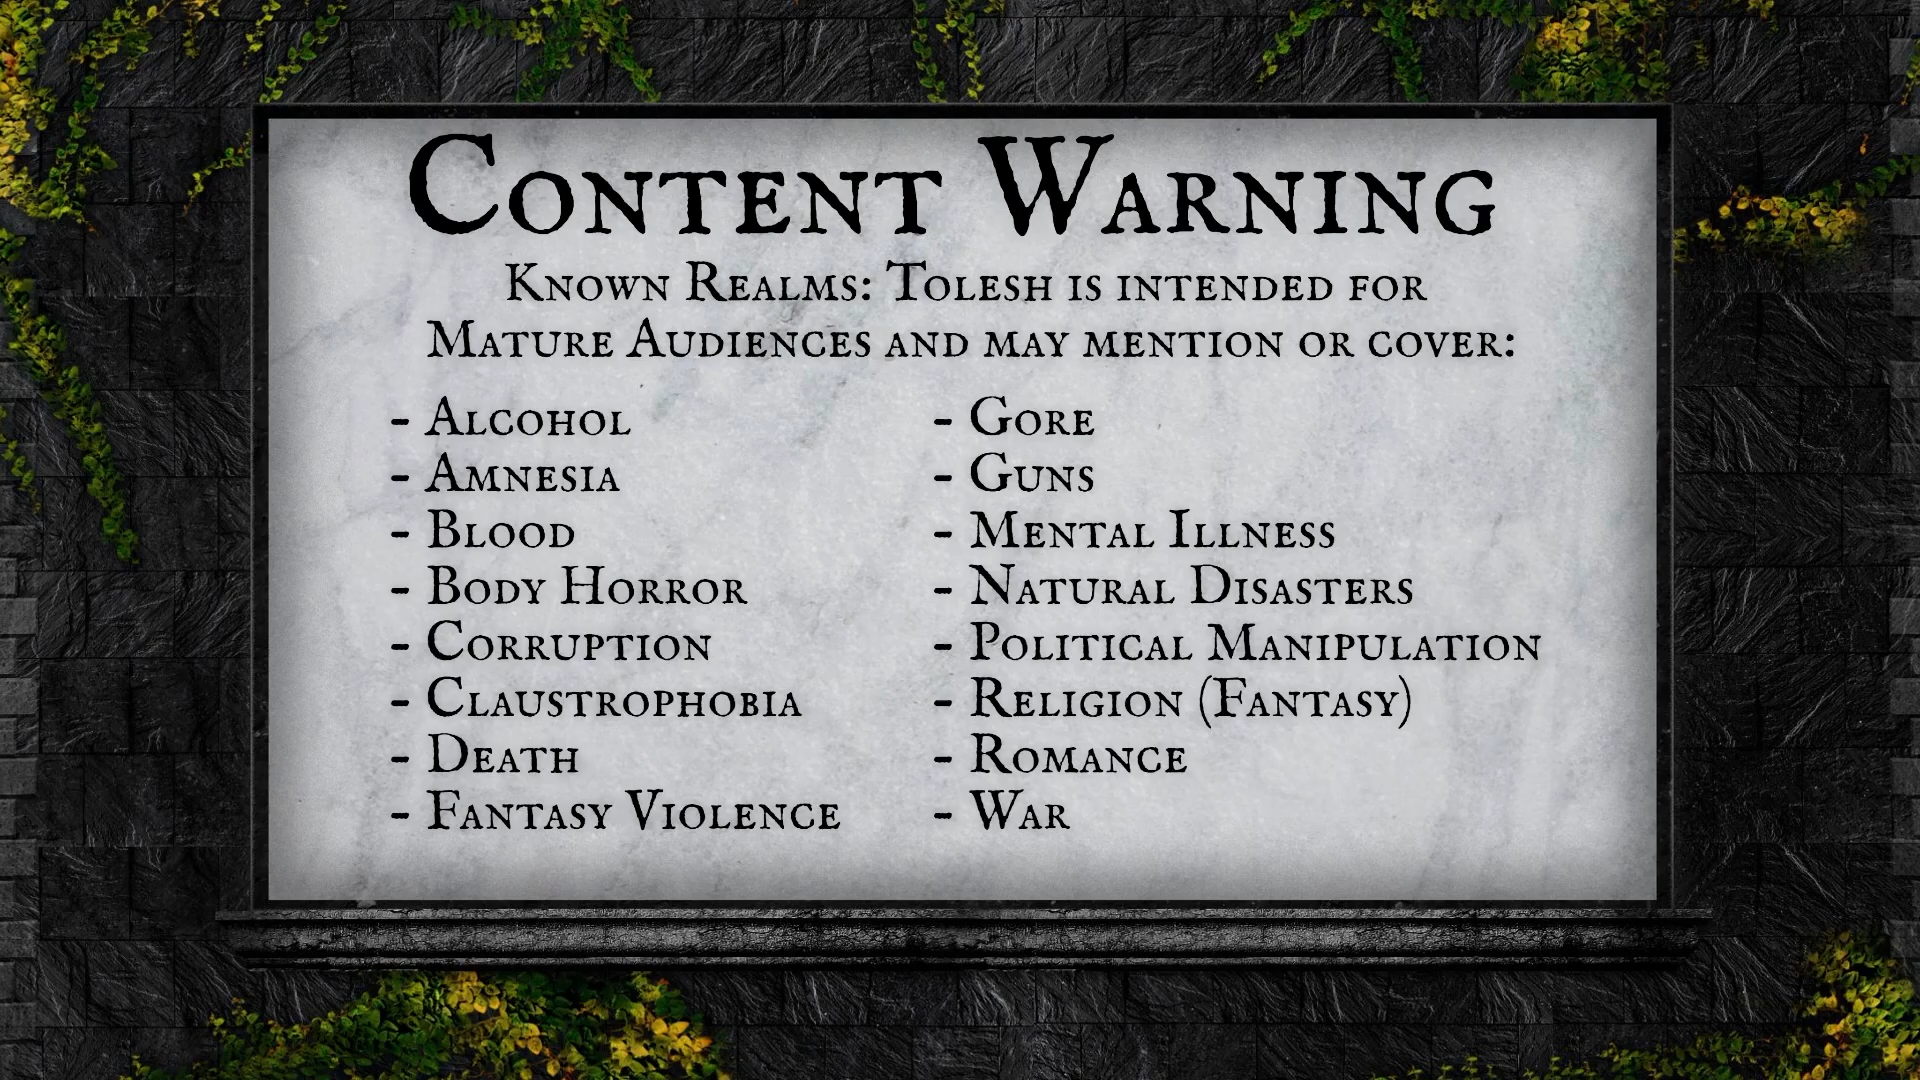 Content Warning
Known Realms: Tolesh is intended for
Mature Audiences and may mention or cover:
- Alcohol
- Amnesia
- Blood
- Body Horror
- Corruption
- Claustrophobia
- Death
- Fantasy Violence
- Gore
- Guns
- Mental Illness
- Natural Disasters
- Political Manipulation
- Religion (Fantasy)
- Romance
- War